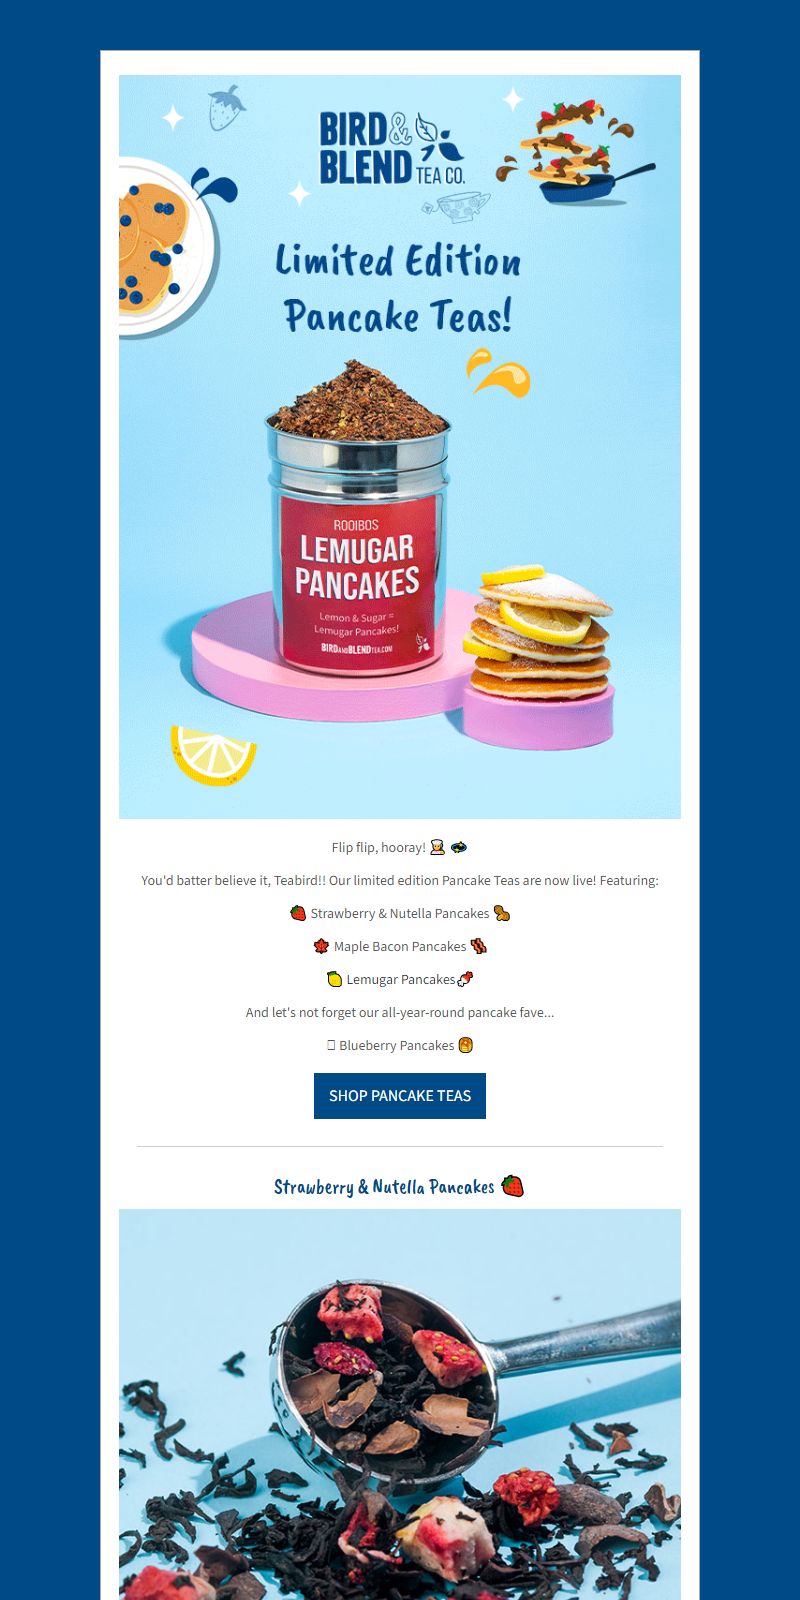 BIRD &
BLEND TEA CO.
Limited Edition
Pancake Teas!
ROOIBOS
LEMUGAR
PANCAKES
Lemon & Sugar =
Lemugar Pancakes!
BIRDANDBLENDTEA.COM
Flip flip, hooray! 👨‍🍳 🍳
You'd batter believe it, Teabird!! Our limited edition Pancake Teas are now live! Featuring:
🍓 Strawberry & Nutella Pancakes 🥜
🍁 Maple Bacon Pancakes 🥓
🍋 Lemugar Pancakes🍬
And let's not forget our all-year-round pancake fave...
Blueberry Pancakes 🥞
SHOP PANCAKE TEAS
Strawberry & Nutella Pancakes 🍓